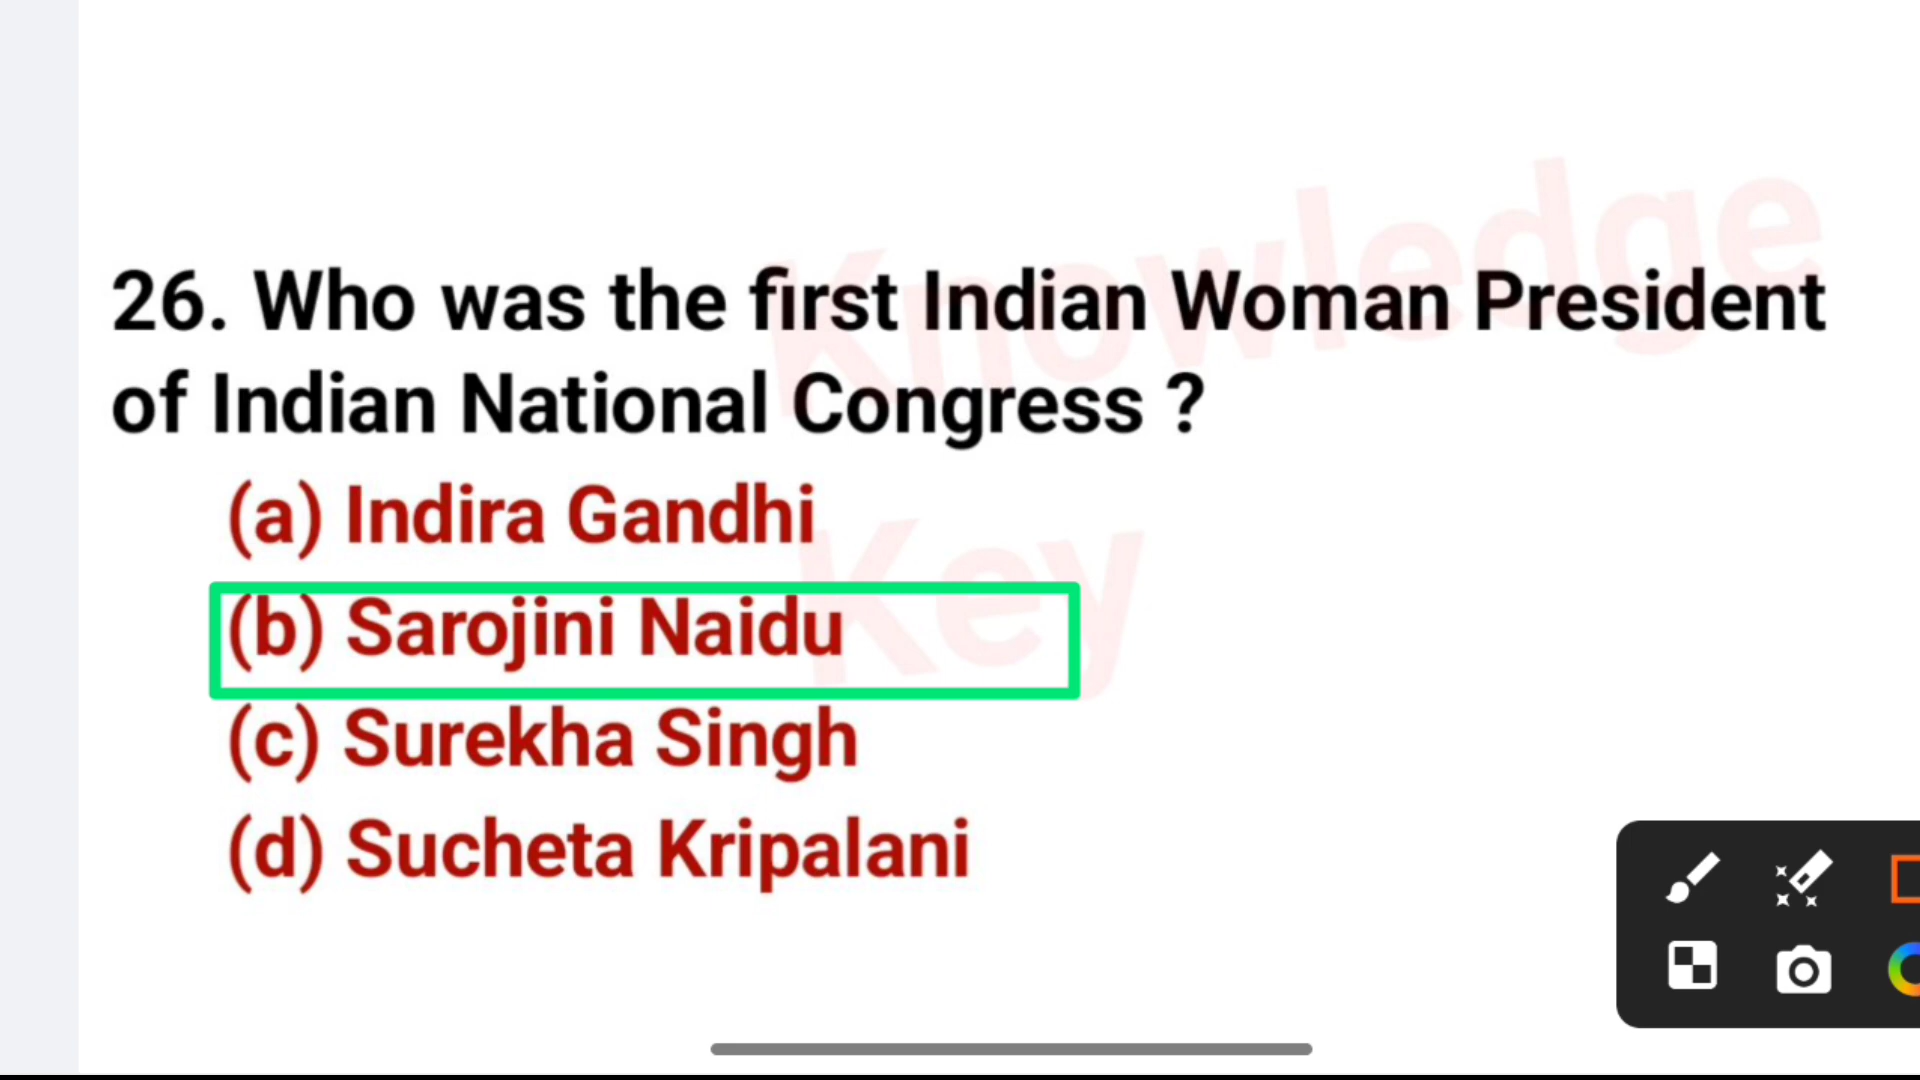 Knowledge
26. Who was the first Indian Woman President
of Indian National Congress ?
(a) Indira Gandhi
Key
(b) Sarojini Naidu
(c) Surekha Singh
(d) Sucheta Kripalani